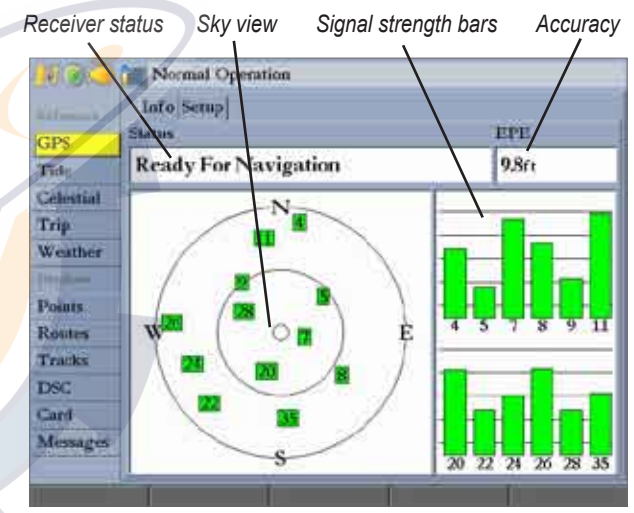 Receiver status Sky view Signal strength bars Accuracy
Normal Operation
Info Setup
Status EPE
GPS
Ready For Navigation 9.8ft
Tide
Celestial
Trip
Weather
Points
Routes
Tracks
DSC
Card
Messages
N
4
11
9
5
28
W 26
7
E
24
20
8
22
35
S
4 5 7 8 9 11
20 22 24 26 28 35